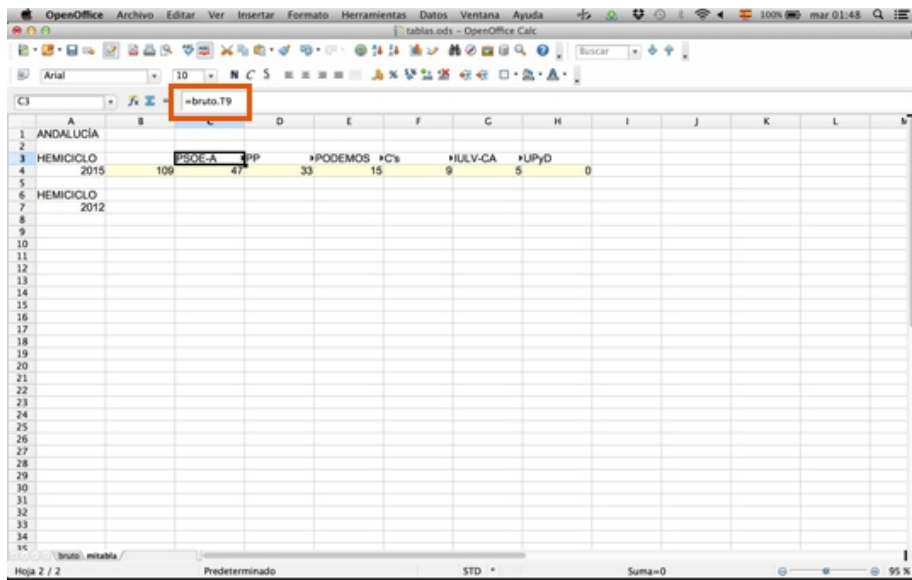 OpenOffice Archivo Editar Ver Insertar Formato Herramientas Datos Ventana Ayuda 100% mar 01:48
tablas.ods - OpenOffice Calc
Buscar
Arial 10 N C S
C3 =bruto.T9
A B C D E F G H I J K L M
1 ANDALUCÍA
2
3 HEMICICLO PSOE-A PP PODEMOS C's IULV-CA UPyD
4 2015 109 47 33 15 9 5 0
5
6 HEMICICLO
7 2012
8
9
10
11
12
13
14
15
16
17
18
19
20
21
22
23
24
25
26
27
28
29
30
31
32
33
34
35
bruto mitabla
Hoja 2 / 2 Predeterminado STD * Suma=0 95 %